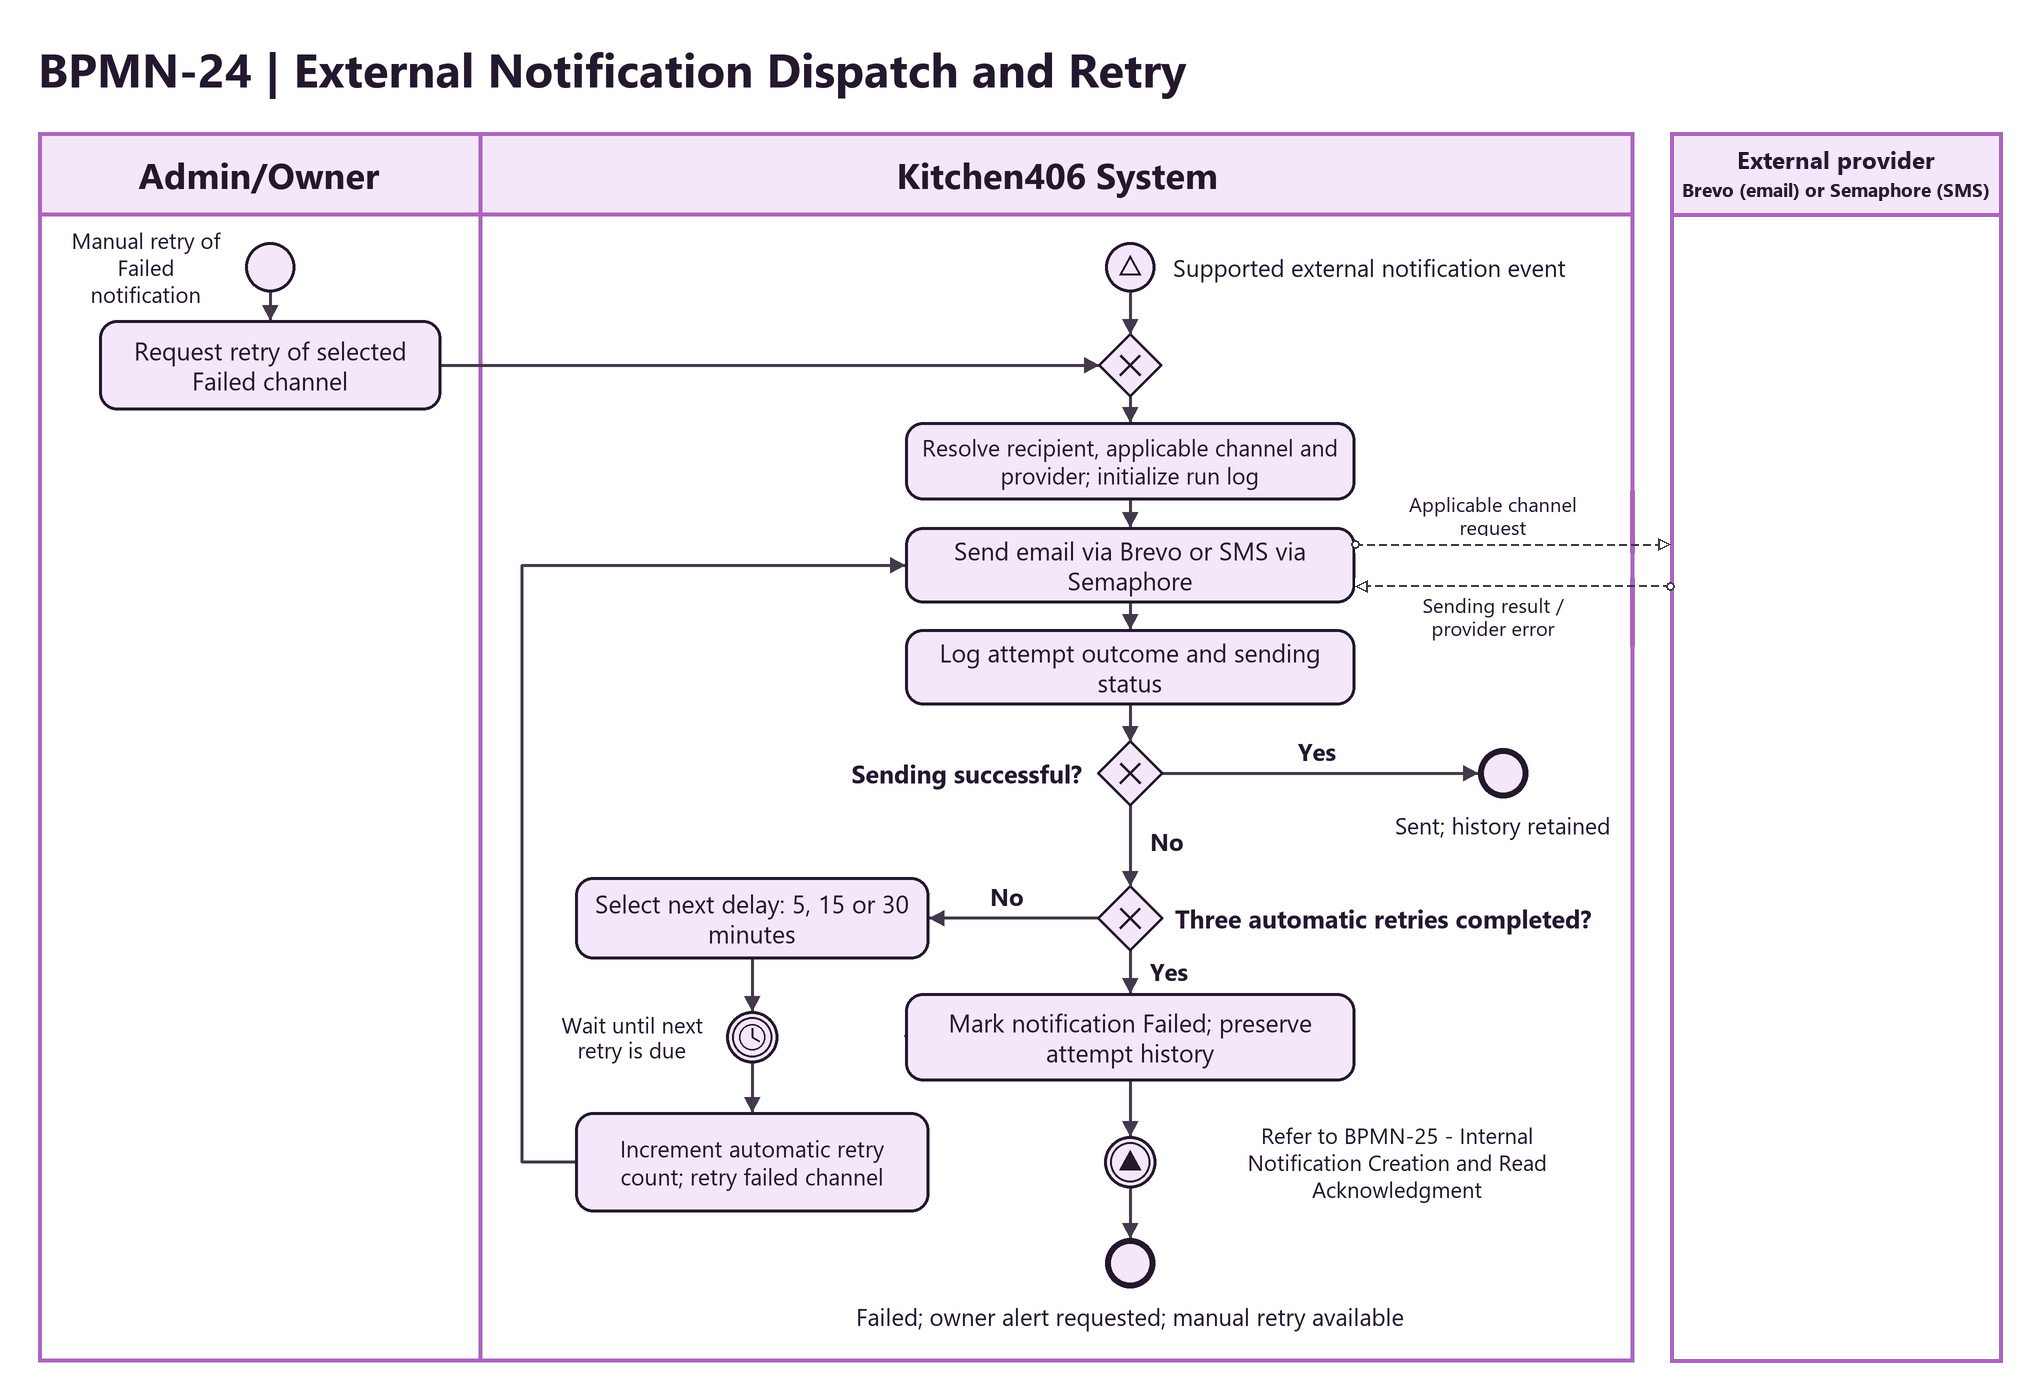 BPMN-24 | External Notification Dispatch and Retry
Admin/Owner
Kitchen406 System
External provider
Brevo (email) or Semaphore (SMS)
Manual retry of
Failed
notification
Supported external notification event
Request retry of selected
Failed channel
Resolve recipient, applicable channel and
provider; initialize run log
Applicable channel
request
Send email via Brevo or SMS via
Semaphore
Sending result /
provider error
Log attempt outcome and sending
status
Sending successful?
Yes
Sent; history retained
No
Three automatic retries completed?
No
Select next delay: 5, 15 or 30
minutes
Yes
Wait until next
retry is due
Mark notification Failed; preserve
attempt history
Increment automatic retry
count; retry failed channel
Refer to BPMN-25 - Internal
Notification Creation and Read
Acknowledgment
Failed; owner alert requested; manual retry available